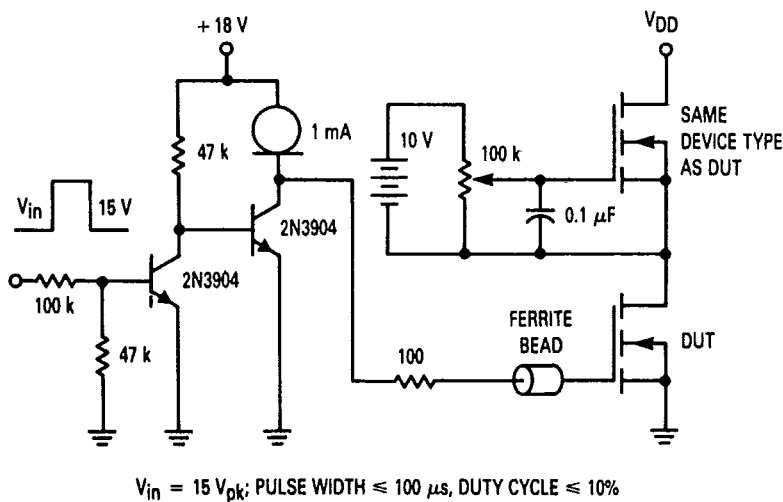 +18 V
V_DD
1 mA
SAME
DEVICE TYPE
AS DUT
47 k
10 V
100 k
V_in
15 V
2N3904
0.1 μF
2N3904
100 k
47 k
FERRITE
BEAD
DUT
100
V_in = 15 V_pk; PULSE WIDTH ⩽ 100 μs, DUTY CYCLE ⩽ 10%